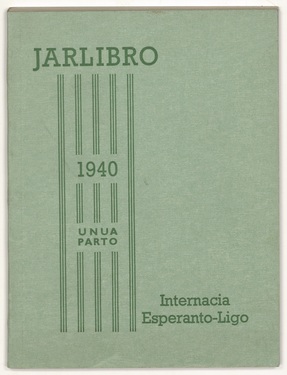 JARLIBRO
1940
UNUA
PARTO
Internacia
Esperanto-Ligo